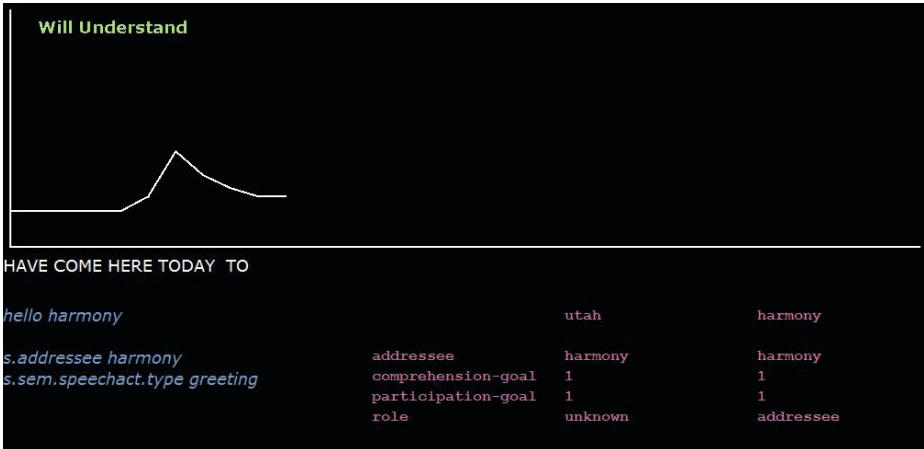 Will Understand
HAVE COME HERE TODAY TO
hello harmony
utah harmony
s.addressee harmony
s.sem.speechact.type greeting
addressee harmony harmony
comprehension-goal 1 1
participation-goal 1 1
role unknown addressee